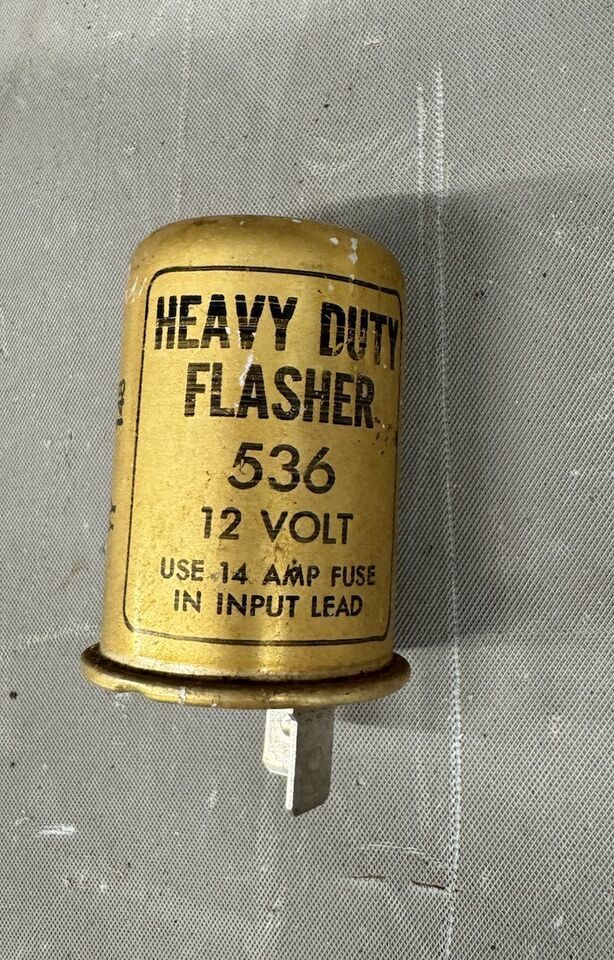 HEAVY DUTY
FLASHER
536
12 VOLT
USE 14 AMP FUSE
IN INPUT LEAD